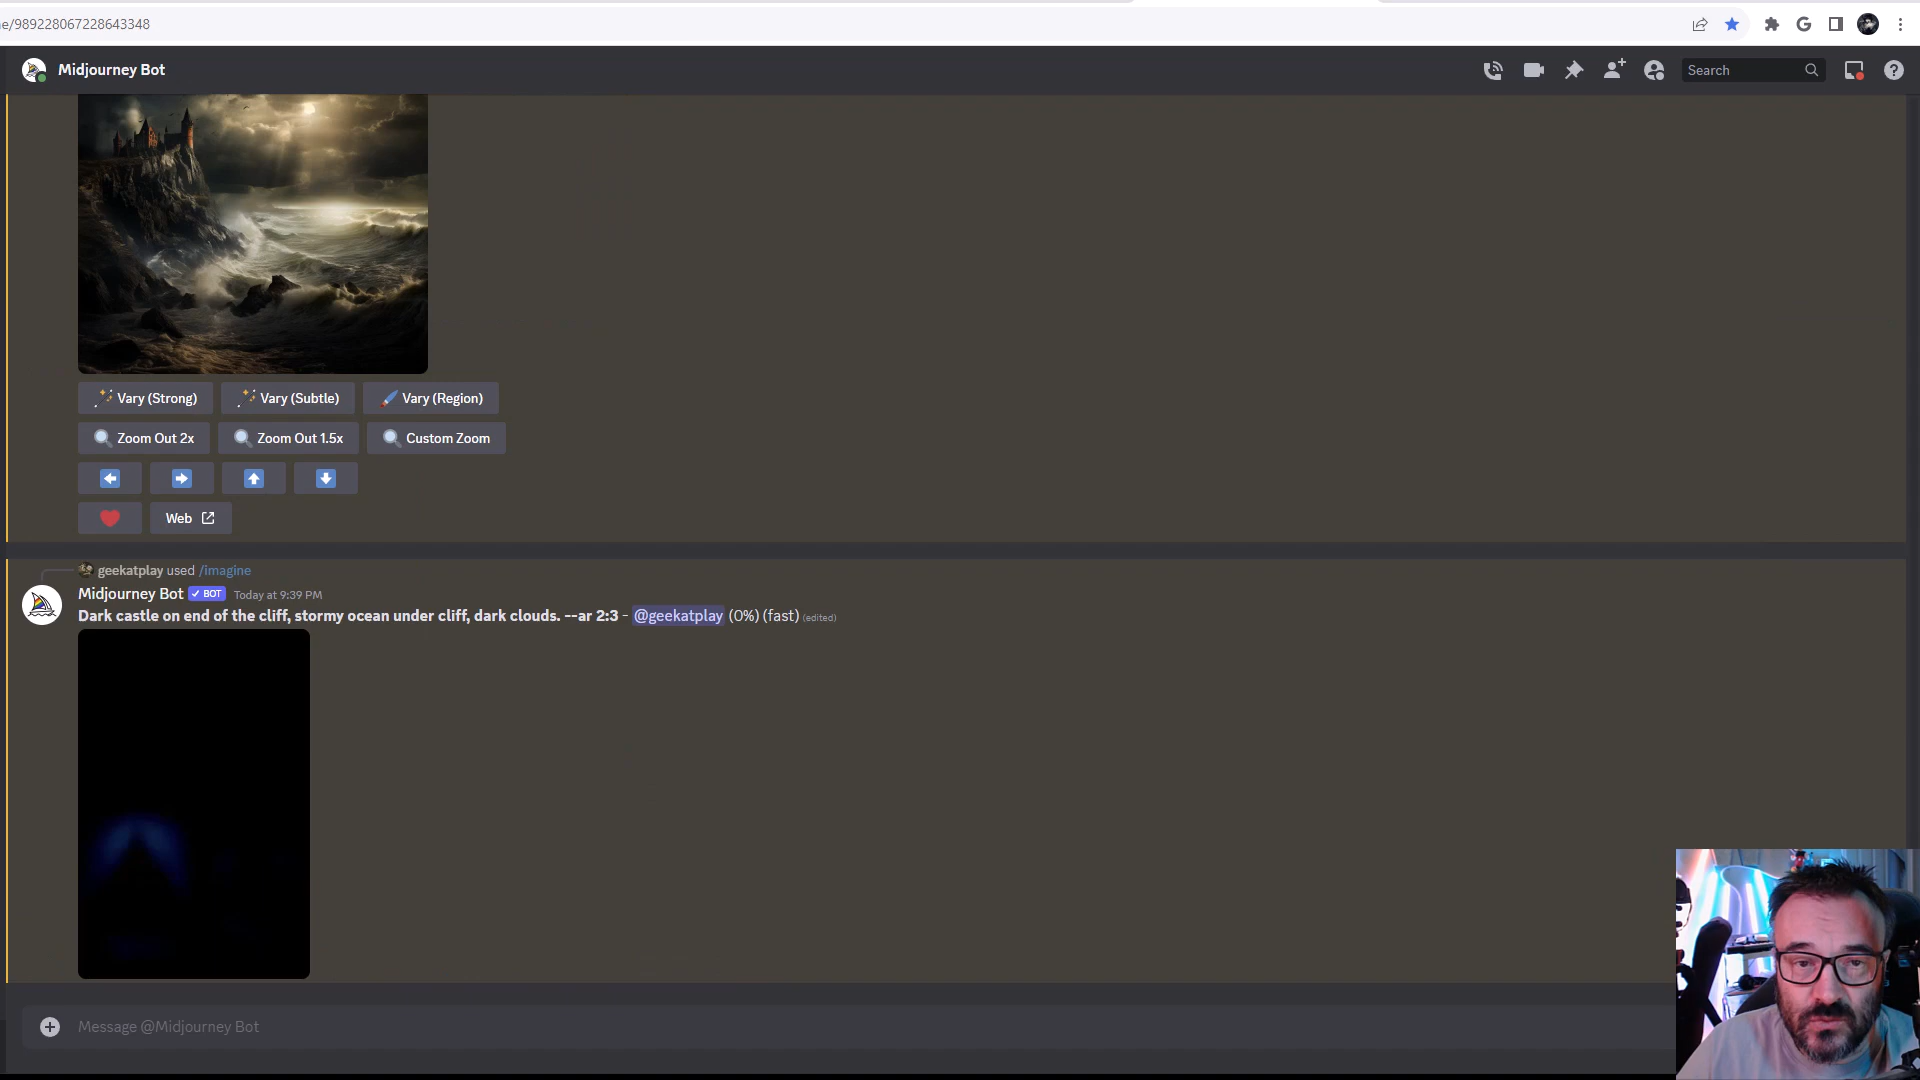 e/989228067228643348
Midjourney Bot
Search
Vary (Strong)
Vary (Subtle)
Vary (Region)
Zoom Out 2x
Zoom Out 1.5x
Custom Zoom
Web
geekatplay used /imagine
Midjourney Bot BOT Today at 9:39 PM
Dark castle on end of the cliff, stormy ocean under cliff, dark clouds. --ar 2:3 - @geekatplay (0%) (fast) (edited)
Message @Midjourney Bot